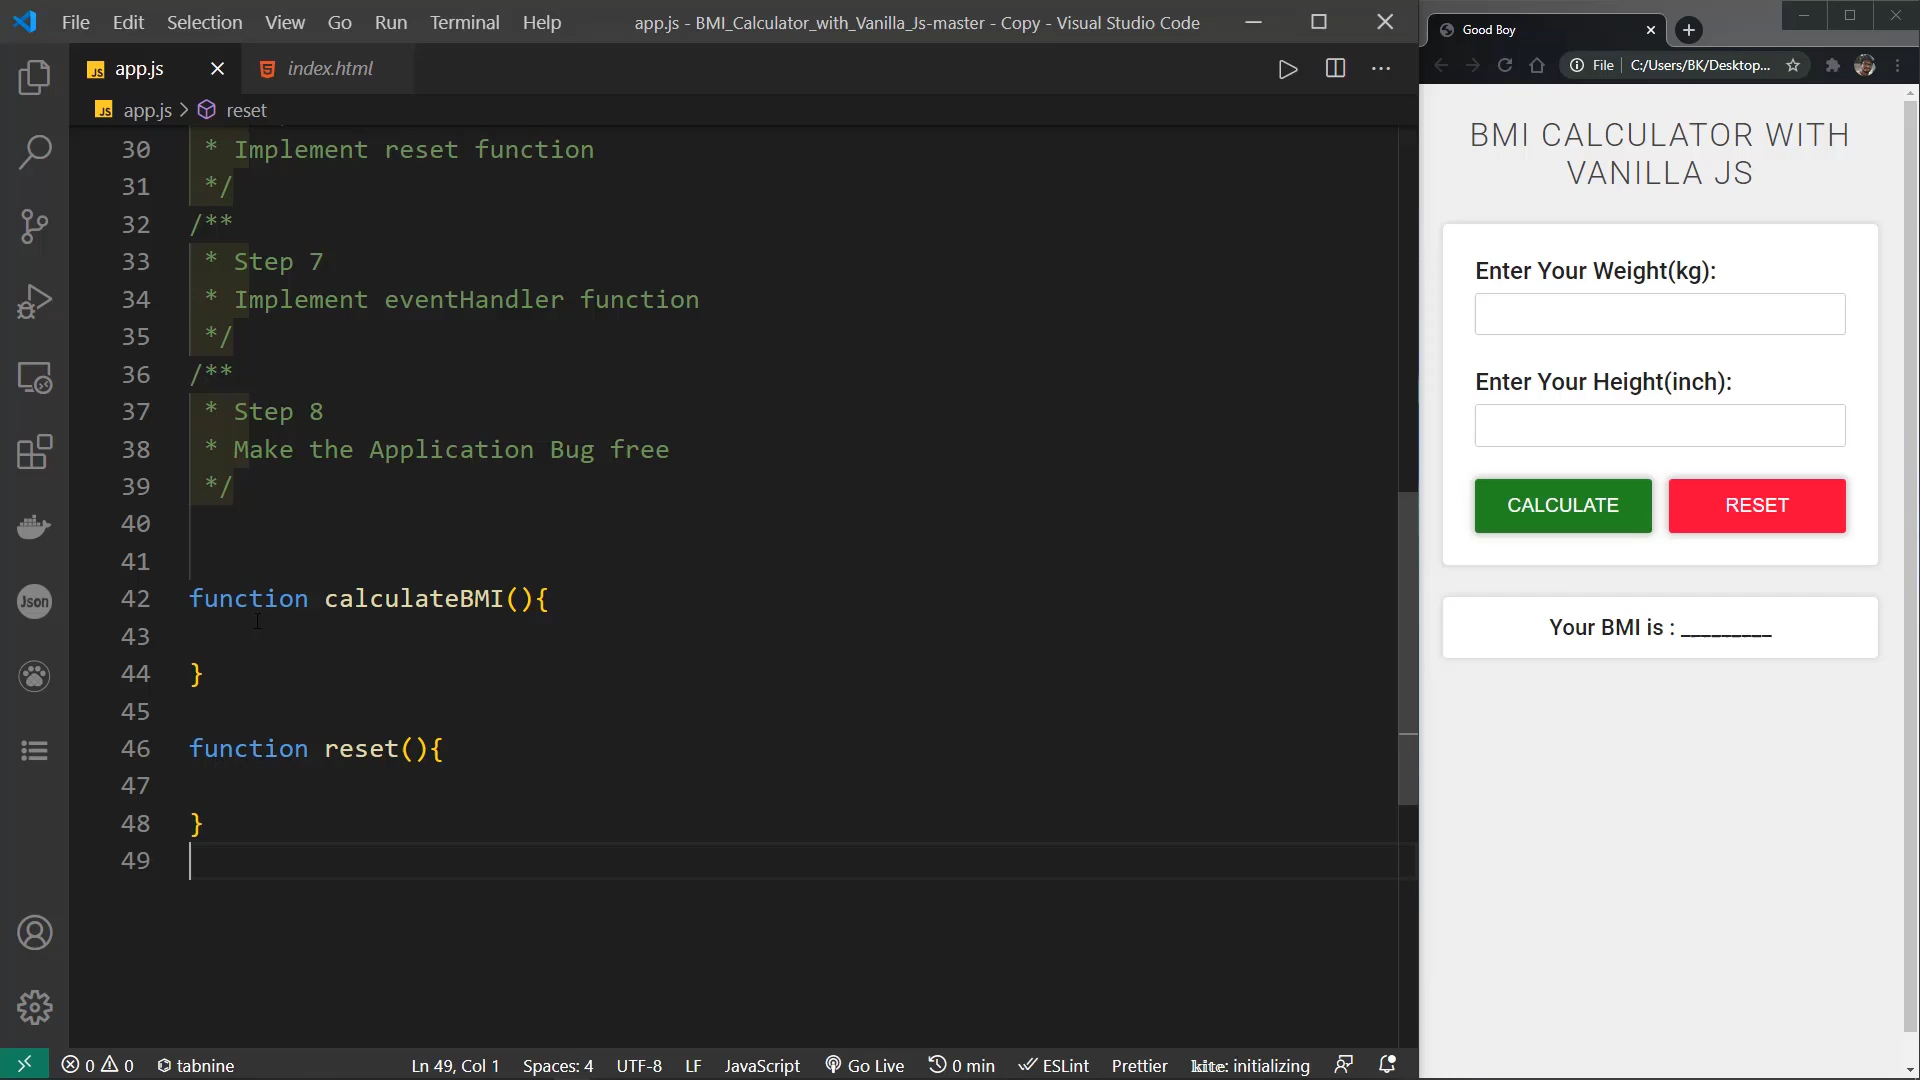 File Edit Selection View Go Run Terminal Help
app.js - BMI_Calculator_with_Vanilla_Js-master - Copy - Visual Studio Code
JS app.js
index.html
JS app.js > reset
30 * Implement reset function
31 */
32 /**
33 * Step 7
34 * Implement eventHandler function
35 */
36 /**
37 * Step 8
38 * Make the Application Bug free
39 */
40
41
42 function calculateBMI(){
43
44 }
45
46 function reset(){
47
48 }
49
Json
0 0 tabnine Ln 49, Col 1 Spaces: 4 UTF-8 LF JavaScript Go Live 0 min ESLint Prettier kite: initializing
Good Boy
File C:/Users/BK/Desktop...
BMI CALCULATOR WITH
VANILLA JS
Enter Your Weight(kg):
Enter Your Height(inch):
CALCULATE RESET
Your BMI is : _________